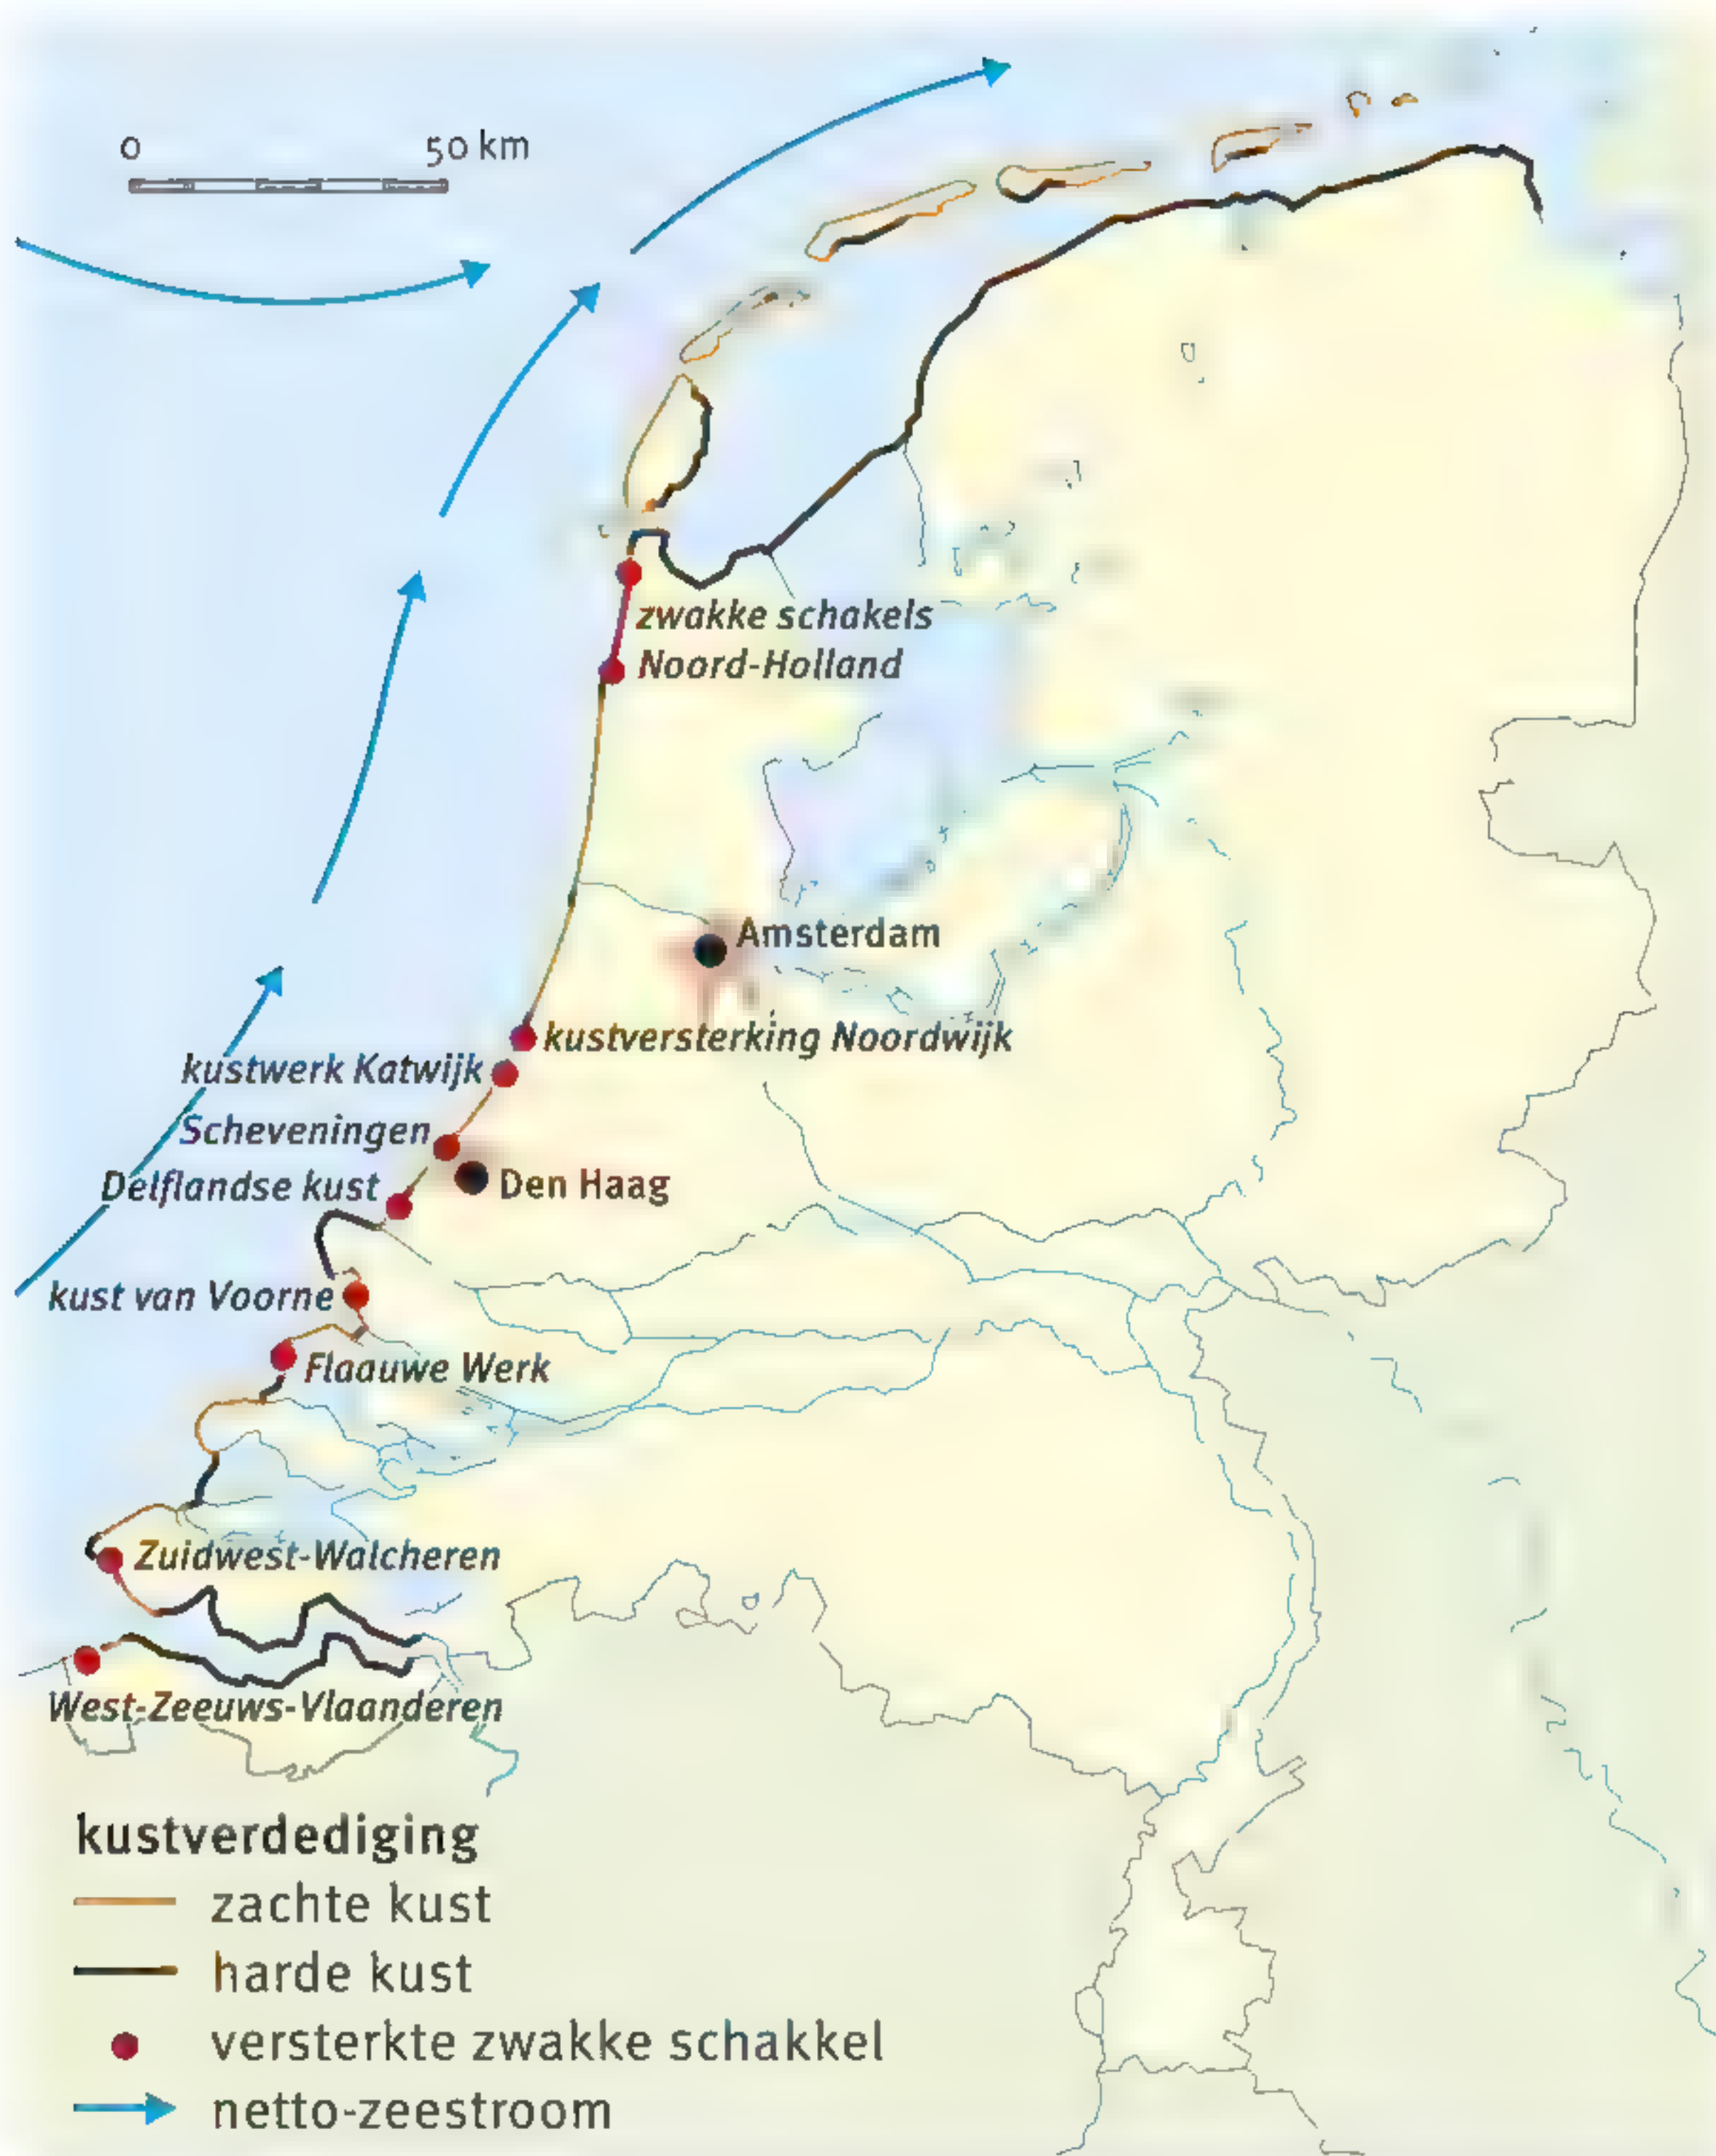 0 50 km
zwakke schakels
Noord-Holland
Amsterdam
kustversterking Noordwijk
kustwerk Katwijk
Scheveningen
Delflandse kust
Den Haag
kust van Voorne
Flaauwe Werk
Zuidwest-Walcheren
West-Zeeuws-Vlaanderen
kustverdediging
zachte kust
harde kust
versterkte zwakke schakkel
netto-zeestroom